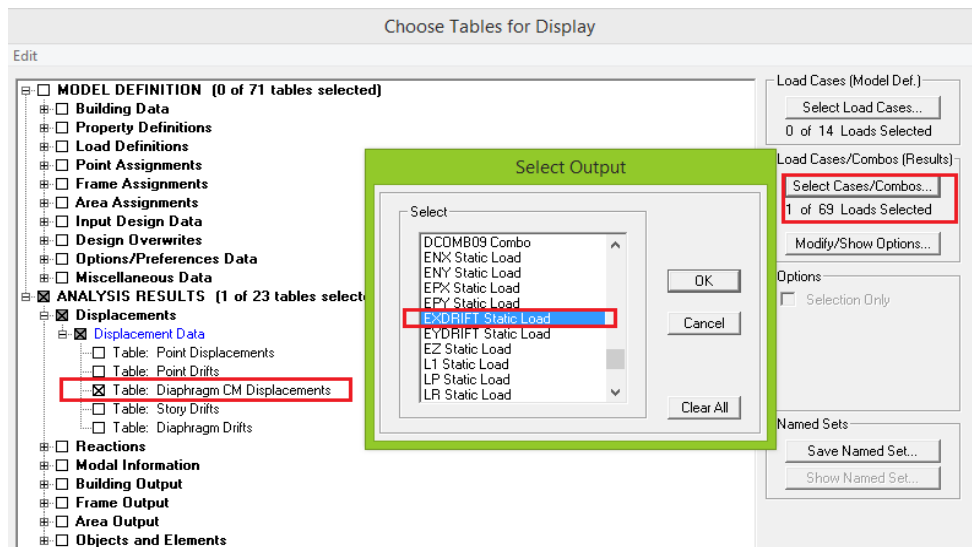 Choose Tables for Display
Edit
MODEL DEFINITION (0 of 71 tables selected)
Building Data
Property Definitions
Load Definitions
Point Assignments
Frame Assignments
Area Assignments
Input Design Data
Design Overwrites
Options/Preferences Data
Miscellaneous Data
ANALYSIS RESULTS (1 of 23 tables selecte
Displacements
Displacement Data
Table: Point Displacements
Table: Point Drifts
Table: Diaphragm CM Displacements
Table: Story Drifts
Table: Diaphragm Drifts
Reactions
Modal Information
Building Output
Frame Output
Area Output
Objects and Elements
Select Output
Select
DCOMB09 Combo
ENX Static Load
ENY Static Load
EPX Static Load
EPY Static Load
EXDRIFT Static Load
EYDRIFT Static Load
EZ Static Load
L1 Static Load
LP Static Load
LR Static Load
OK
Cancel
Clear All
Load Cases (Model Def.)
Select Load Cases...
0 of 14 Loads Selected
Load Cases/Combos (Results)
Select Cases/Combos...
1 of 69 Loads Selected
Modify/Show Options...
Options
Selection Only
Named Sets
Save Named Set...
Show Named Set...